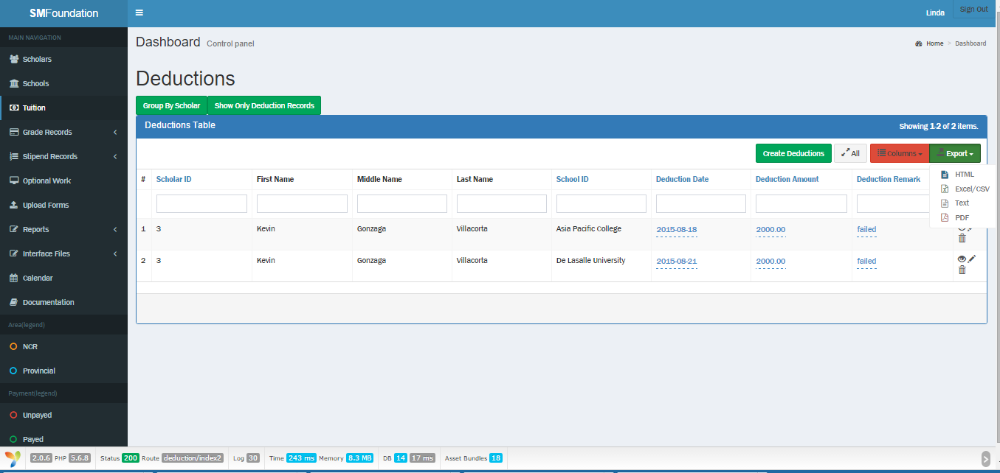 SMFoundation
Linda
Sign Out
MAIN NAVIGATION
Scholars
Schools
Tuition
Grade Records
Stipend Records
Optional Work
Upload Forms
Reports
Interface Files
Calendar
Documentation
Area(legend)
NCR
Provincial
Payment(legend)
Unpayed
Payed
Dashboard Control panel
Home > Dashboard
Deductions
Group By Scholar Show Only Deduction Records
Deductions Table Showing 1-2 of 2 items.
Create Deductions All Columns Export
HTML
Excel/CSV
Text
PDF
# Scholar ID First Name Middle Name Last Name School ID Deduction Date Deduction Amount Deduction Remark
1 3 Kevin Gonzaga Villacorta Asia Pacific College 2015-08-18 2000.00 failed
2 3 Kevin Gonzaga Villacorta De Lasalle University 2015-08-21 2000.00 failed
2.0.6 PHP 5.6.8 Status 200 Route deduction/index2 Log 30 Time 243 ms Memory 8.3 MB DB 14 17 ms Asset Bundles 18